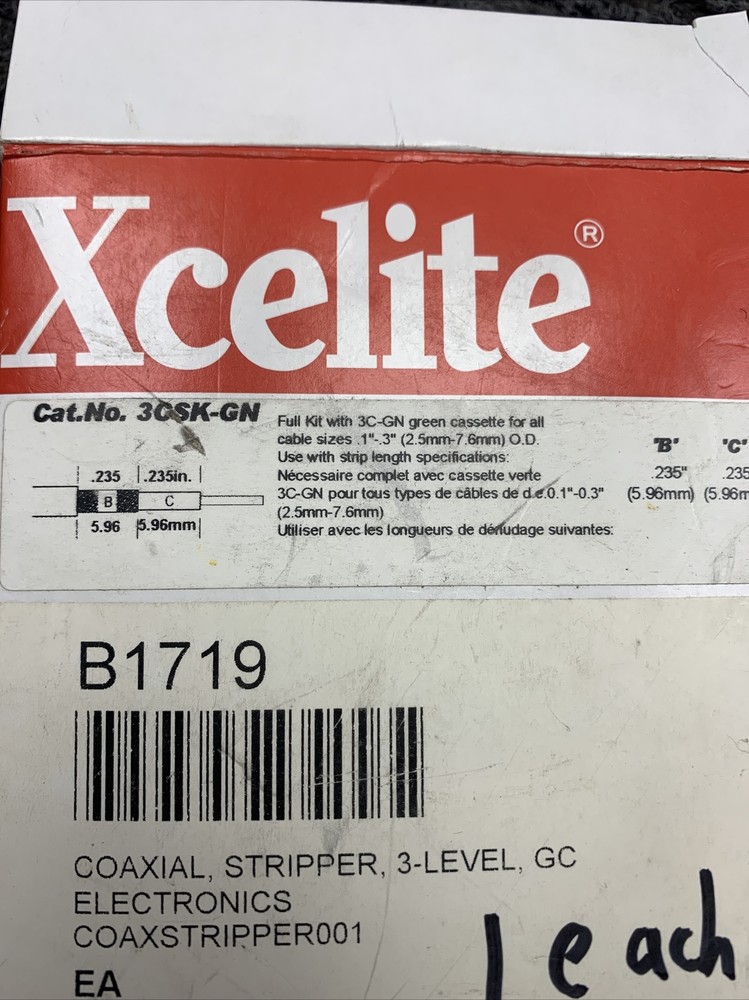 Xcelite®
Cat.No. 3CSK-GN
Full Kit with 3C-GN green cassette for all
cable sizes .1"-.3" (2.5mm-7.6mm) O.D.
Use with strip length specifications:
Nécessaire complet avec cassette verte
3C-GN pour tous types de câbles de d.e.0.1"-0.3"
(2.5mm-7.6mm)
Utiliser avec les longueurs de dénudage suivantes:
'B' 'C'
.235" .235
(5.96mm) (5.96m
.235 .235in.
B C
5.96 5.96mm
B1719
COAXIAL, STRIPPER, 3-LEVEL, GC
ELECTRONICS
COAXSTRIPPER001
EA
1 each